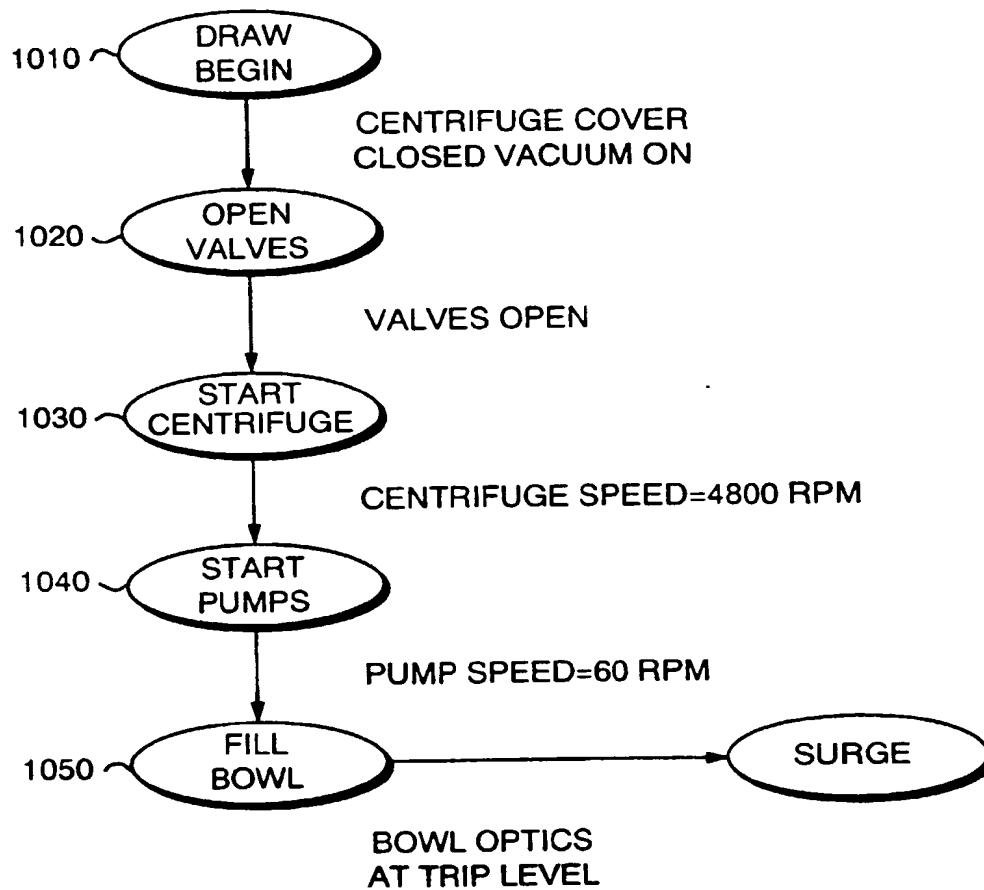 1010
DRAW
BEGIN
CENTRIFUGE COVER
CLOSED VACUUM ON
1020
OPEN
VALVES
VALVES OPEN
1030
START
CENTRIFUGE
CENTRIFUGE SPEED=4800 RPM
1040
START
PUMPS
PUMP SPEED=60 RPM
1050
FILL
BOWL
SURGE
BOWL OPTICS
AT TRIP LEVEL